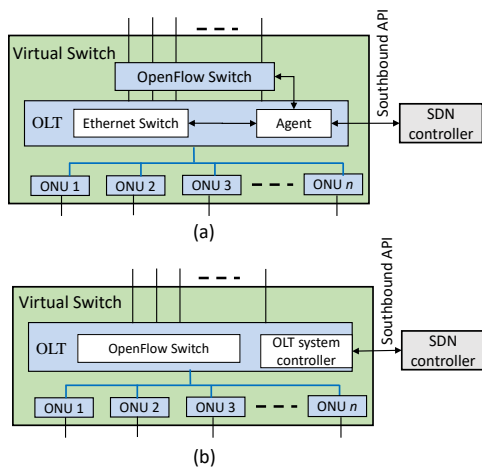 Virtual Switch
OpenFlow Switch
OLT
Ethernet Switch
Agent
Southbound API
SDN
controller
ONU 1
ONU 2
ONU 3
ONU n
(a)
Virtual Switch
OLT
OpenFlow Switch
OLT system
controller
Southbound API
SDN
controller
ONU 1
ONU 2
ONU 3
ONU n
(b)